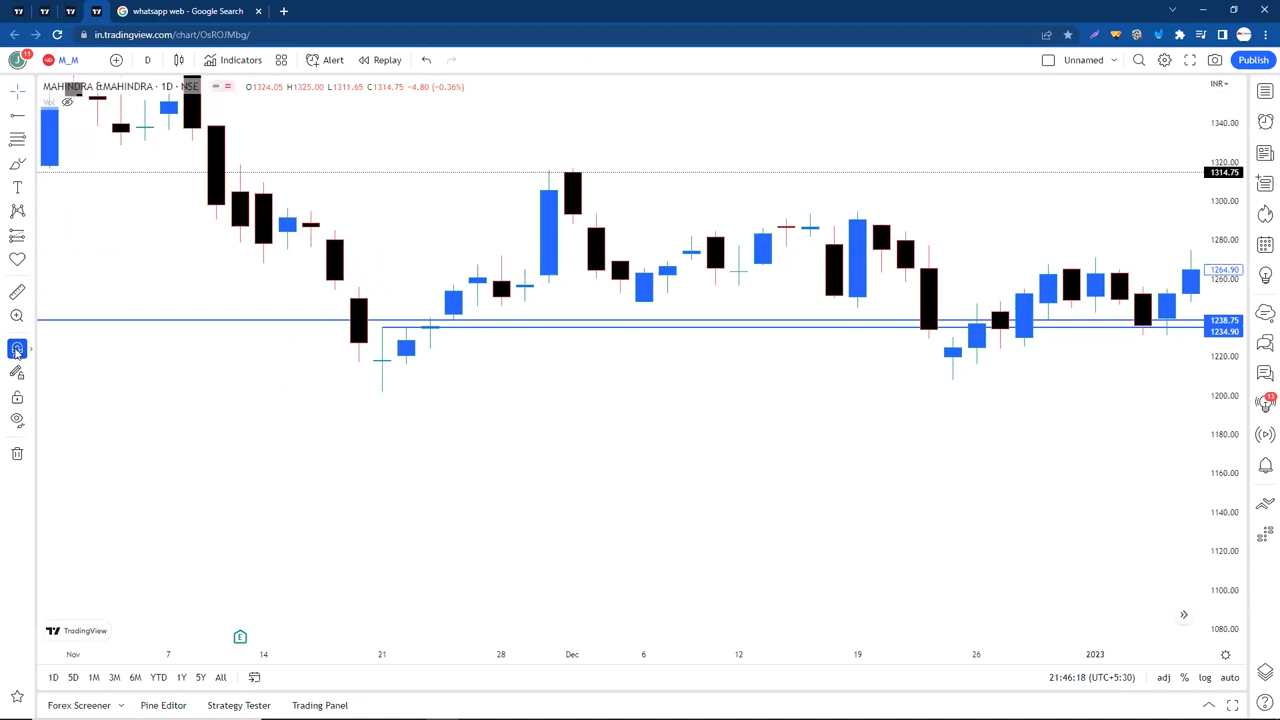 whatsapp web - Google Search
in.tradingview.com/chart/OsROJMbg/
J 11 M_M D Indicators Alert Replay Unnamed Publish
MAHINDRA &MAHINDRA · 1D · NSE O1324.05 H1325.00 L1311.65 C1314.75 −4.80 (−0.36%) INR
Vol
1340.00
1320.00
1314.75
1300.00
1280.00
1264.90
1260.00
1238.75
1234.90
1220.00
1200.00
1180.00
1160.00
1140.00
1120.00
1100.00
1080.00
13
E
TradingView
Nov 7 14 21 28 Dec 6 12 19 26 2023
1D 5D 1M 3M 6M YTD 1Y 5Y All 21:46:18 (UTC+5:30) adj % log auto
Forex Screener Pine Editor Strategy Tester Trading Panel